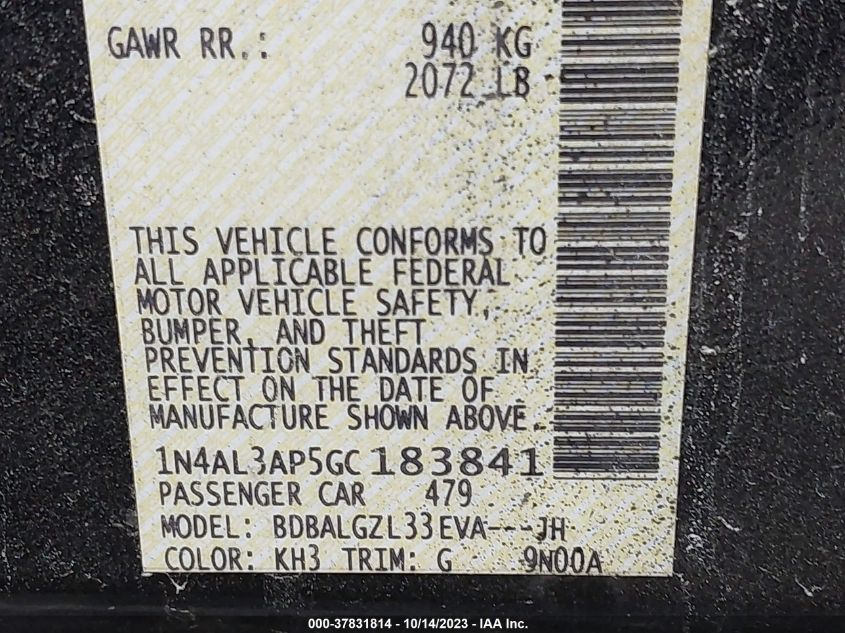 GAWR RR.: 940 KG
2072 LB
THIS VEHICLE CONFORMS TO
ALL APPLICABLE FEDERAL
MOTOR VEHICLE SAFETY,
BUMPER, AND THEFT
PREVENTION STANDARDS IN
EFFECT ON THE DATE OF
MANUFACTURE SHOWN ABOVE.
1N4AL3AP5GC183841
PASSENGER CAR 479
MODEL: BDBALGZL33EVA---JH
COLOR: KH3 TRIM: G 9N00A
000-37831814 - 10/14/2023 - IAA Inc.